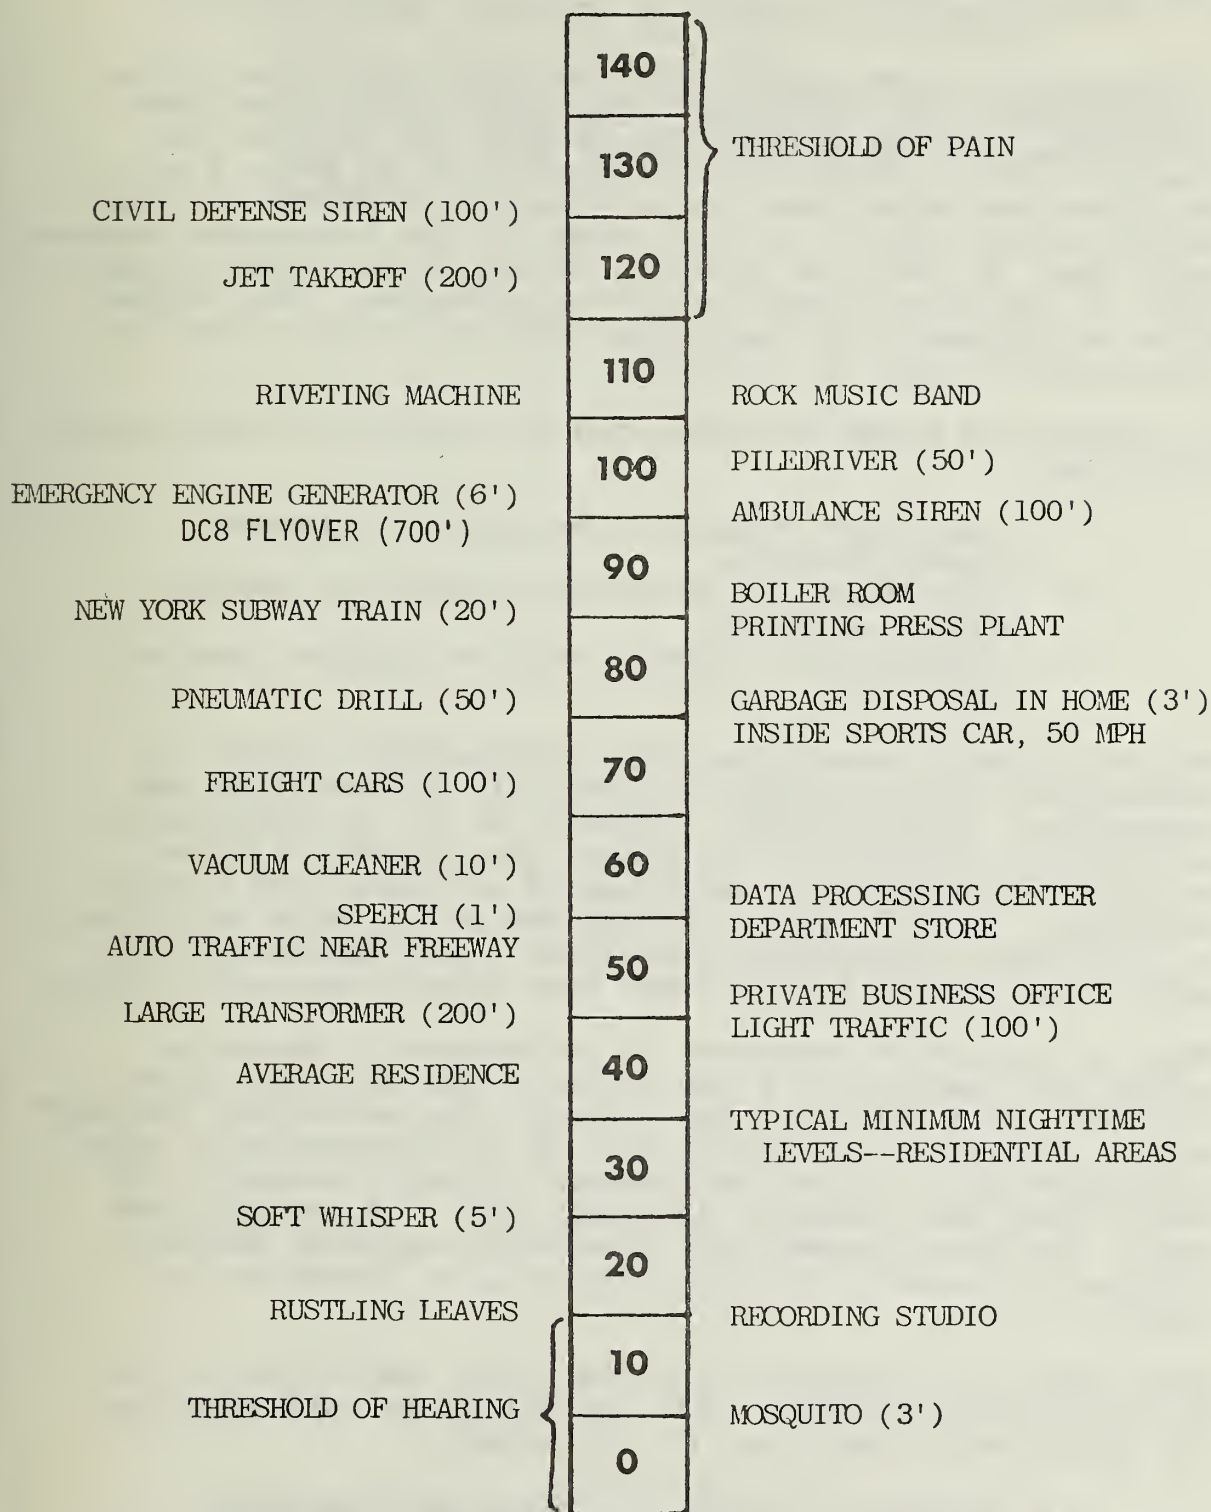 140
THRESHOLD OF PAIN
130
CIVIL DEFENSE SIREN (100')
120
JET TAKEOFF (200')
110
RIVETING MACHINE
ROCK MUSIC BAND
100
PILEDRIVER (50')
EMERGENCY ENGINE GENERATOR (6')
AMBULANCE SIREN (100')
DC8 FLYOVER (700')
90
BOILER ROOM
NEW YORK SUBWAY TRAIN (20')
PRINTING PRESS PLANT
80
PNEUMATIC DRILL (50')
GARBAGE DISPOSAL IN HOME (3')
INSIDE SPORTS CAR, 50 MPH
70
FREIGHT CARS (100')
VACUUM CLEANER (10')
60
DATA PROCESSING CENTER
SPEECH (1')
DEPARTMENT STORE
AUTO TRAFFIC NEAR FREEWAY
50
PRIVATE BUSINESS OFFICE
LARGE TRANSFORMER (200')
LIGHT TRAFFIC (100')
40
AVERAGE RESIDENCE
TYPICAL MINIMUM NIGHTTIME
LEVELS--RESIDENTIAL AREAS
30
SOFT WHISPER (5')
20
RUSTLING LEAVES
RECORDING STUDIO
10
THRESHOLD OF HEARING
MOSQUITO (3')
0